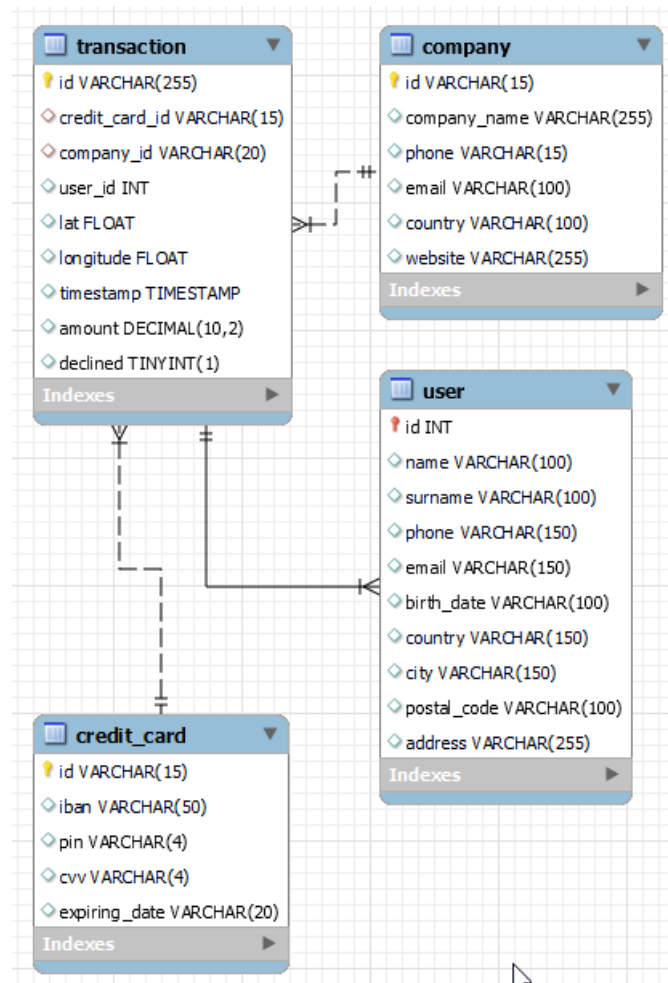 transaction
id VARCHAR(255)
credit_card_id VARCHAR(15)
company_id VARCHAR(20)
user_id INT
lat FLOAT
longitude FLOAT
timestamp TIMESTAMP
amount DECIMAL(10,2)
declined TINYINT(1)
Indexes
company
id VARCHAR(15)
company_name VARCHAR(255)
phone VARCHAR(15)
email VARCHAR(100)
country VARCHAR(100)
website VARCHAR(255)
Indexes
user
id INT
name VARCHAR(100)
surname VARCHAR(100)
phone VARCHAR(150)
email VARCHAR(150)
birth_date VARCHAR(100)
country VARCHAR(150)
city VARCHAR(150)
postal_code VARCHAR(100)
address VARCHAR(255)
Indexes
credit_card
id VARCHAR(15)
iban VARCHAR(50)
pin VARCHAR(4)
cvv VARCHAR(4)
expiring_date VARCHAR(20)
Indexes